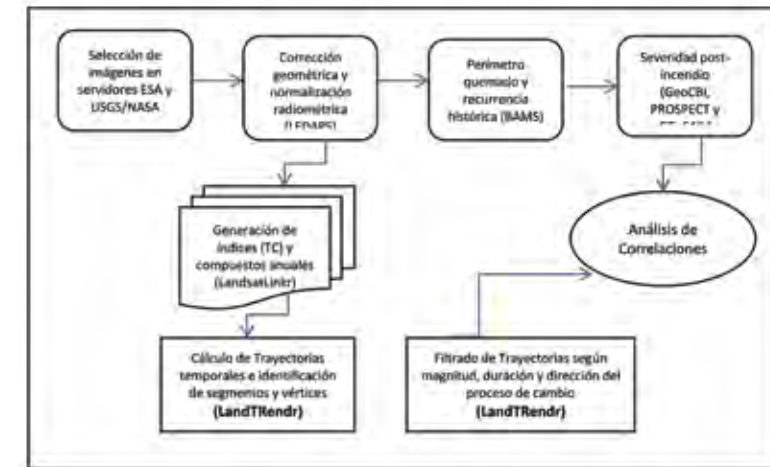 Selección de
imágenes en
servidores ESA y
USGS/NASA
Corrección
geométrica y
normalización
radiométrica
(LEDAPS)
Perímetro
quemado y
recurrencia
histórica (BAMS)
Severidad post-
incendio
(GeoCBI,
PROSPECT y
Generación de
índices (TC) y
compuestos anuales
(LandsatLinkr)
Análisis de
Correlaciones
Cálculo de Trayectorias
temporales e identificación
de segmentos y vértices
(LandTRendr)
Filtrado de Trayectorias según
magnitud, duración y dirección del
proceso de cambio
(LandTRendr)